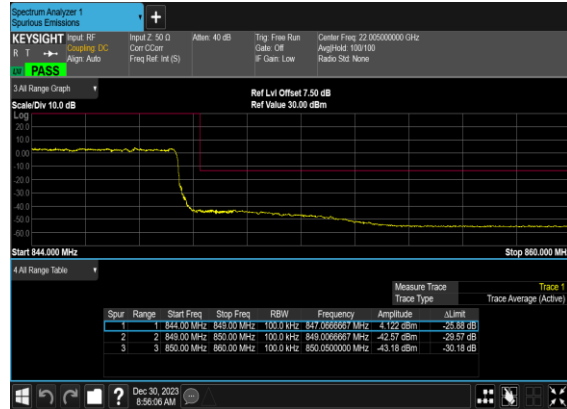 Spectrum Analyzer 1
Spurious Emissions
KEYSIGHT Input: RF Input Z: 50 Ω Atten: 40 dB Trig: Free Run Center Freq: 22.005000000 GHz
R T Coupling: DC Corr CCorr Gate: Off Avg|Hold: 100/100
Align: Auto Freq Ref: Int (S) IF Gain: Low Radio Std: None
PASS
3 All Range Graph
Ref Lvl Offset 7.50 dB
Scale/Div 10.0 dB Ref Value 30.00 dBm
Log
20.0
10.0
0.00
-10.0
-20.0
-30.0
-40.0
-50.0
-60.0
Start 844.000 MHz Stop 860.000 MH
4 All Range Table
Measure Trace Trace 1
Trace Type Trace Average (Active)
Spur Range Start Freq Stop Freq RBW Frequency Amplitude ΔLimit
1 1 844.00 MHz 849.00 MHz 100.0 kHz 847.0666667 MHz 4.122 dBm -25.88 dB
2 2 849.00 MHz 850.00 MHz 100.0 kHz 849.0066667 MHz -42.57 dBm -29.57 dB
3 3 850.00 MHz 860.00 MHz 100.0 kHz 850.0500000 MHz -43.18 dBm -30.18 dB
? Dec 30, 2023
8:56:06 AM